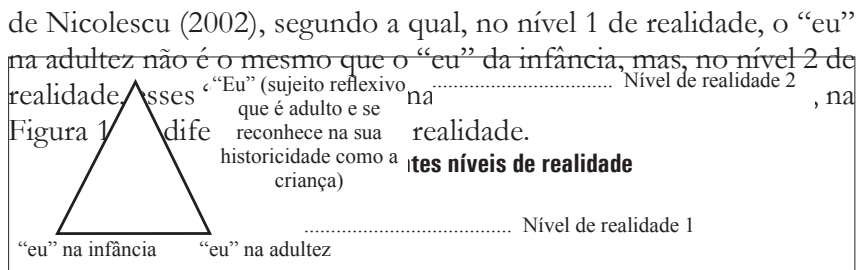 de Nicolescu (2002), segundo a qual, no nível 1 de realidade, o “eu”
na adultez não é o mesmo que o “eu” da infância, mas, no nível 2 de
realidade, esses “ na , na
Figura 1 dife realidade.
“Eu” (sujeito reflexivo
que é adulto e se
reconhece na sua
historicidade como a
criança)
.............................. Nível de realidade 2
tes níveis de realidade
.................................... Nível de realidade 1
“eu” na infância “eu” na adultez